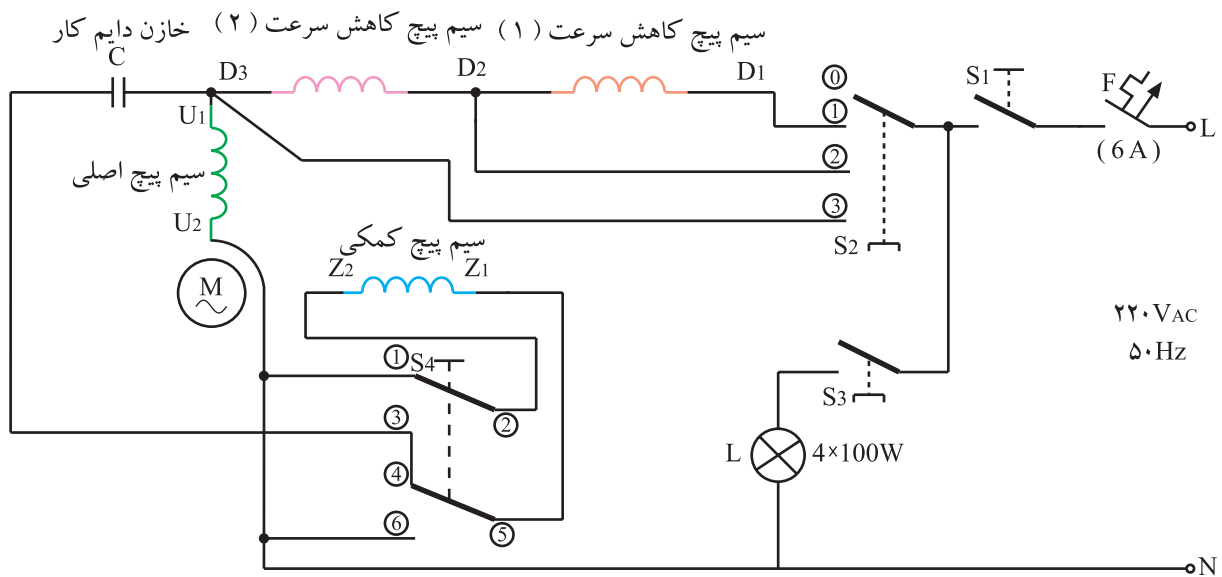 خازن دایم کار
سیم پیچ کاهش سرعت (۲)
سیم پیچ کاهش سرعت (۱)
C
D3
D2
D1
⓪
S1
F
①
L
(6A)
U1
②
سیم پیچ اصلی
③
U2
S2
سیم پیچ کمکی
Z2
Z1
M
۲۲۰VAC
۵۰Hz
①
S4
S3
③
②
L
4×100W
④
⑥
⑤
N